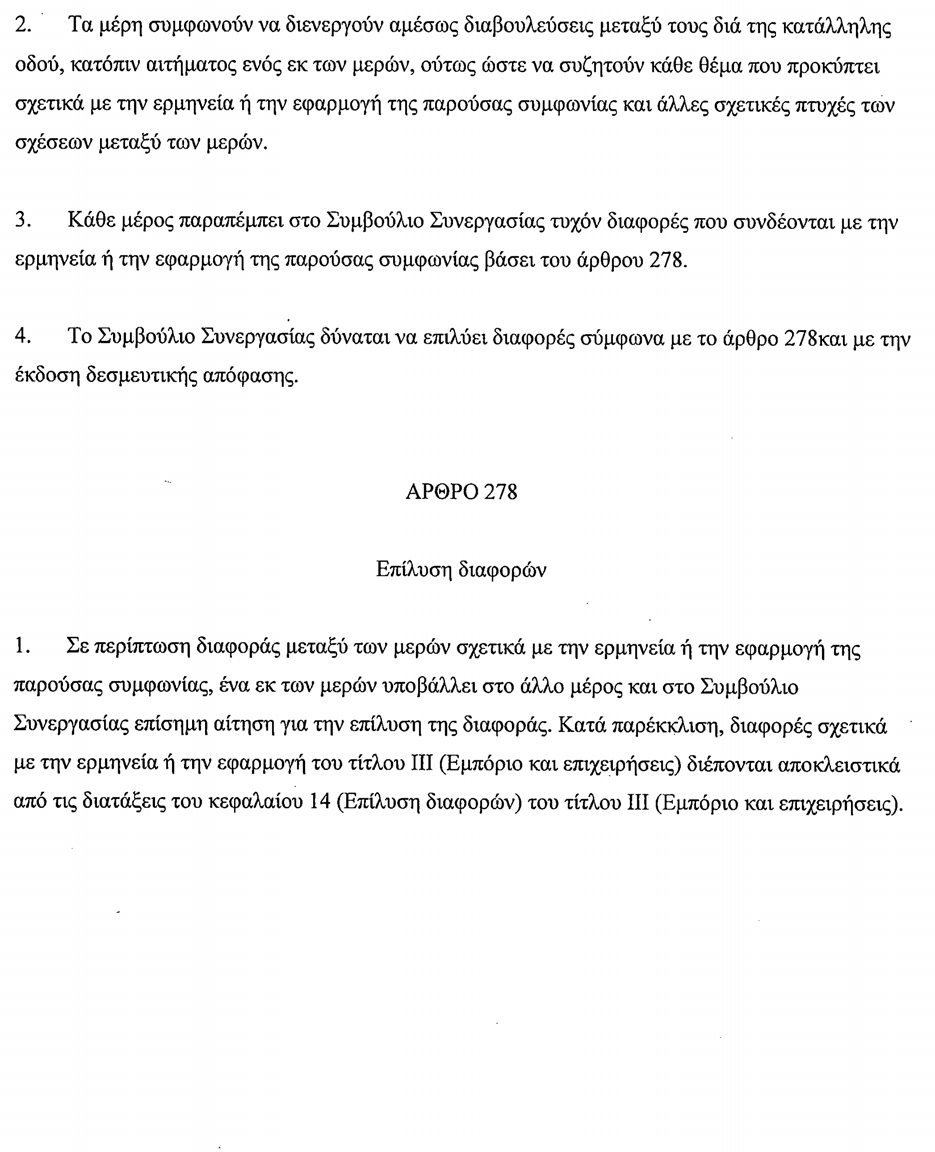 2. Τα μέρη συμφωνούν να διενεργούν αμέσως διαβουλεύσεις μεταξύ τους διά της κατάλληλης
οδού, κατόπιν αιτήματος ενός εκ των μερών, ούτως ώστε να συζητούν κάθε θέμα που προκύπτει
σχετικά με την ερμηνεία ή την εφαρμογή της παρούσας συμφωνίας και άλλες σχετικές πτυχές των
σχέσεων μεταξύ των μερών.
3. Κάθε μέρος παραπέμπει στο Συμβούλιο Συνεργασίας τυχόν διαφορές που συνδέονται με την
ερμηνεία ή την εφαρμογή της παρούσας συμφωνίας βάσει του άρθρου 278.
4. Το Συμβούλιο Συνεργασίας δύναται να επιλύει διαφορές σύμφωνα με το άρθρο 278και με την
έκδοση δεσμευτικής απόφασης.
ΑΡΘΡΟ 278
Επίλυση διαφορών
1. Σε περίπτωση διαφοράς μεταξύ των μερών σχετικά με την ερμηνεία ή την εφαρμογή της
παρούσας συμφωνίας, ένα εκ των μερών υποβάλλει στο άλλο μέρος και στο Συμβούλιο
Συνεργασίας επίσημη αίτηση για την επίλυση της διαφοράς. Κατά παρέκκλιση, διαφορές σχετικά
με την ερμηνεία ή την εφαρμογή του τίτλου ΙΙΙ (Εμπόριο και επιχειρήσεις) διέπονται αποκλειστικά
από τις διατάξεις του κεφαλαίου 14 (Επίλυση διαφορών) του τίτλου ΙΙΙ (Εμπόριο και επιχειρήσεις).